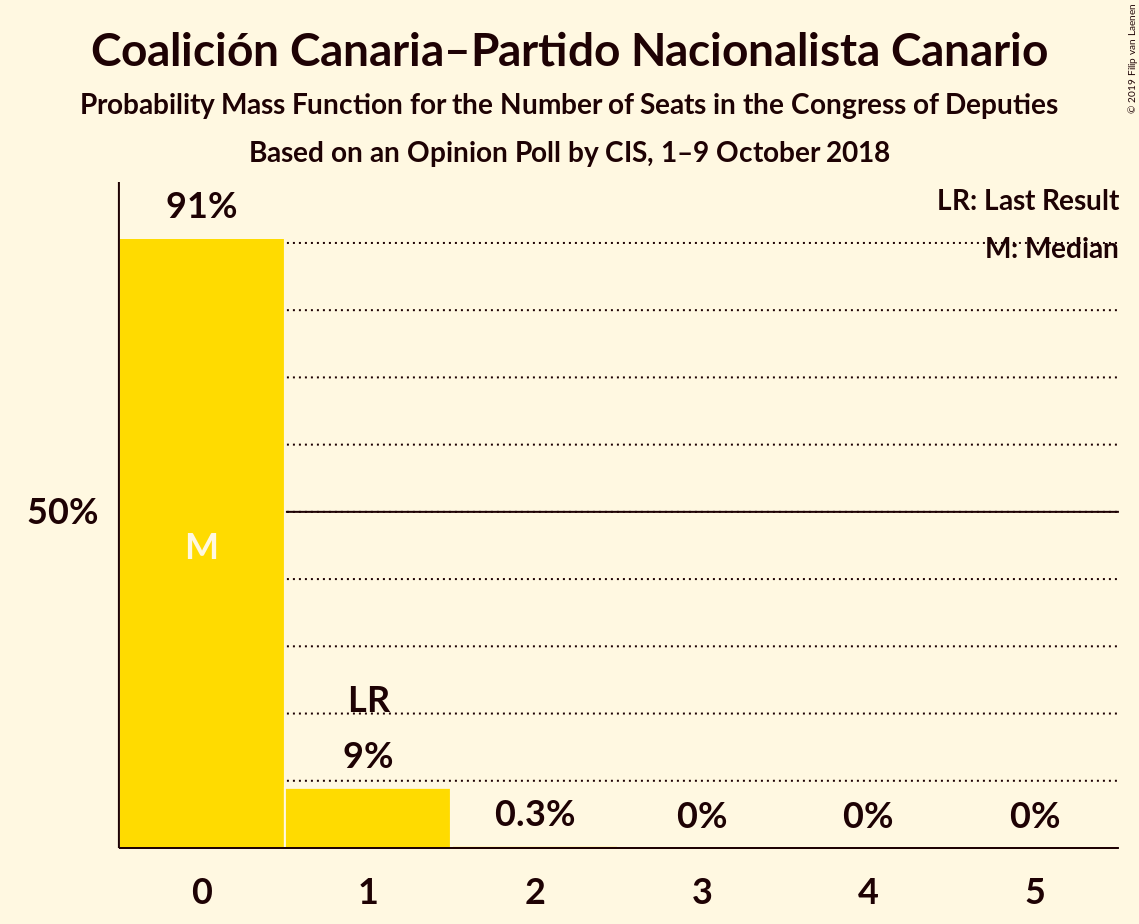 Coalición Canaria–Partido Nacionalista Canario
Probability Mass Function for the Number of Seats in the Congress of Deputies
Based on an Opinion Poll by CIS, 1–9 October 2018
© 2019 Filip van Laenen
LR: Last Result
M: Median
91%
50%
M
LR
9%
0.3%
0%
0%
0%
0
1
2
3
4
5